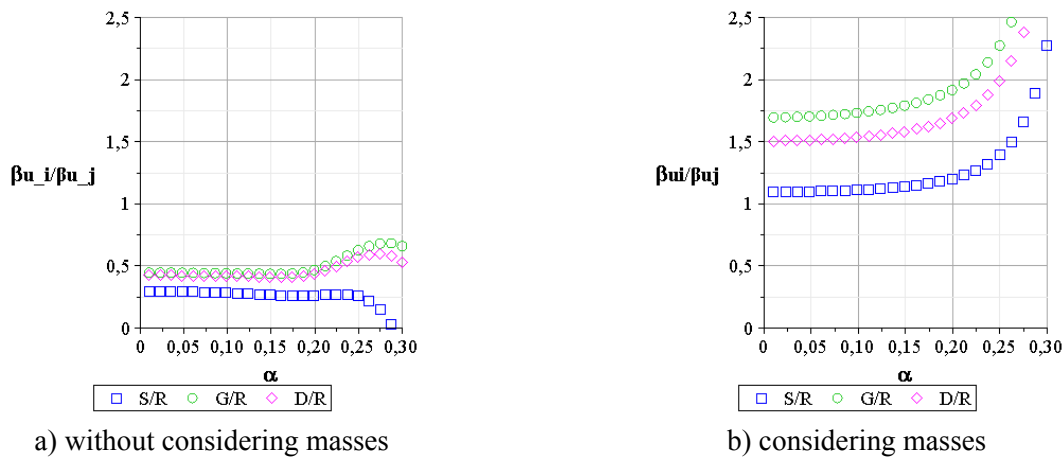 2,5
2
1,5
βu_i/βu_j
1
0,5
0
0 0,05 0,10 0,15 0,20 0,25 0,30
α
S/R G/R D/R
a) without considering masses
2,5
2
1,5
βui/βuj
1
0,5
0
0 0,05 0,10 0,15 0,20 0,25 0,30
α
S/R G/R D/R
b) considering masses